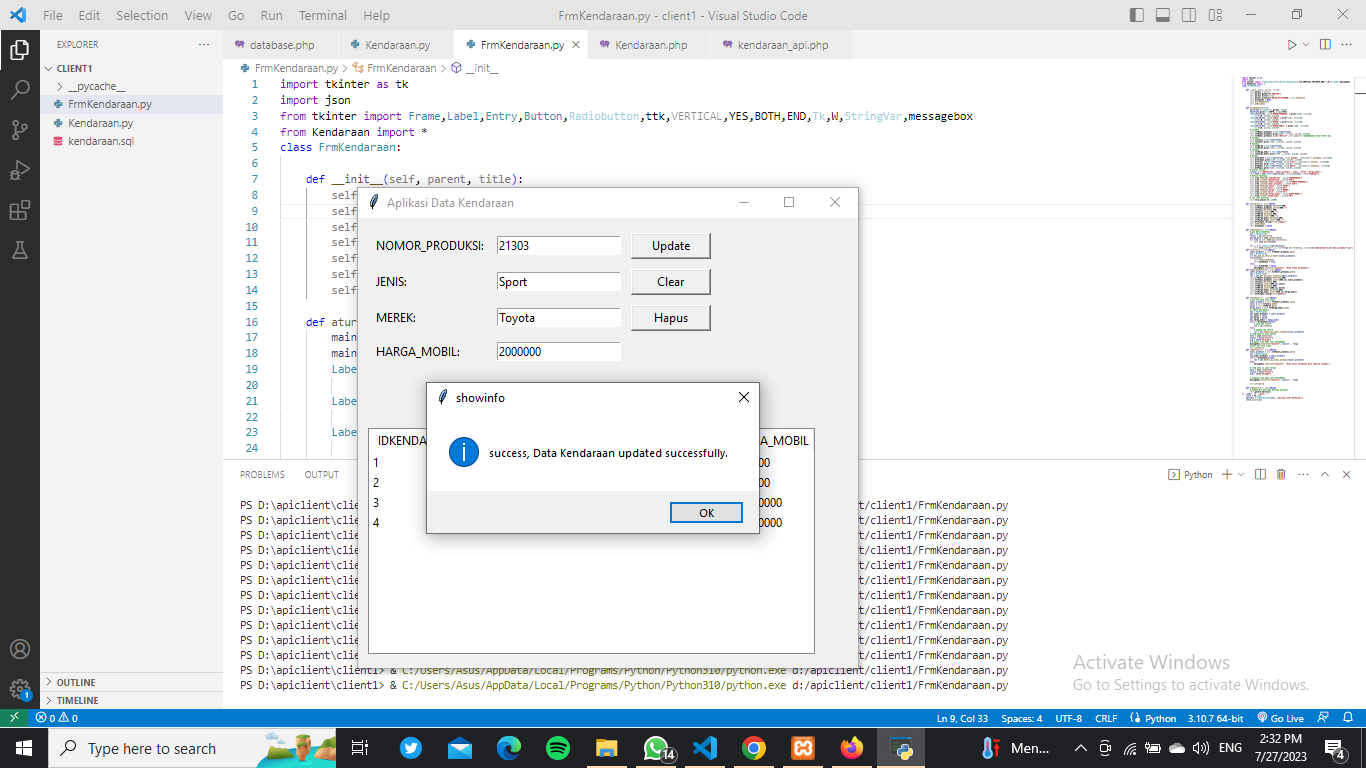 File Edit Selection View Go Run Terminal Help FrmKendaraan.py - client1 - Visual Studio Code
EXPLORER
CLIENT1
__pycache__
FrmKendaraan.py
Kendaraan.py
kendaraan.sql
OUTLINE
TIMELINE
database.php Kendaraan.py FrmKendaraan.py Kendaraan.php kendaraan_api.php
FrmKendaraan.py > FrmKendaraan > __init__
1 import tkinter as tk
2 import json
3 from tkinter import Frame,Label,Entry,Button,Radiobutton,ttk,VERTICAL,YES,BOTH,END,Tk,W,StringVar,messagebox
4 from Kendaraan import *
5 class FrmKendaraan:
6
7 def __init__(self, parent, title):
8 self
9 self
10 self
11 self
12 self
13 self
14 self
15
16 def atur
17 main
18 main
19 Labe
20
21 Labe
22
23 Labe
24
Aplikasi Data Kendaraan
NOMOR_PRODUKSI: 21303 Update
JENIS: Sport Clear
MEREK: Toyota Hapus
HARGA_MOBIL: 2000000
IDKENDA A_MOBIL
1 00
2 00
3 0000
4 0000
showinfo
success, Data Kendaraan updated successfully.
OK
PROBLEMS OUTPUT Python
PS D:\apiclient\clie t/client1/FrmKendaraan.py
PS D:\apiclient\clie t/client1/FrmKendaraan.py
PS D:\apiclient\clie t/client1/FrmKendaraan.py
PS D:\apiclient\clie t/client1/FrmKendaraan.py
PS D:\apiclient\clie t/client1/FrmKendaraan.py
PS D:\apiclient\clie t/client1/FrmKendaraan.py
PS D:\apiclient\clie t/client1/FrmKendaraan.py
PS D:\apiclient\clie t/client1/FrmKendaraan.py
PS D:\apiclient\clie t/client1/FrmKendaraan.py
PS D:\apiclient\clie t/client1/FrmKendaraan.py
PS D:\apiclient\clie t/client1/FrmKendaraan.py
PS D:\apiclient\client1> & C:/Users/Asus/AppData/Local/Programs/Python/Python310/python.exe d:/apiclient/client1/FrmKendaraan.py
PS D:\apiclient\client1> & C:/Users/Asus/AppData/Local/Programs/Python/Python310/python.exe d:/apiclient/client1/FrmKendaraan.py
Activate Windows
Go to Settings to activate Windows.
0 0 Ln 9, Col 33 Spaces: 4 UTF-8 CRLF Python 3.10.7 64-bit Go Live
Type here to search 14 Men... ENG 2:32 PM
7/27/2023 4